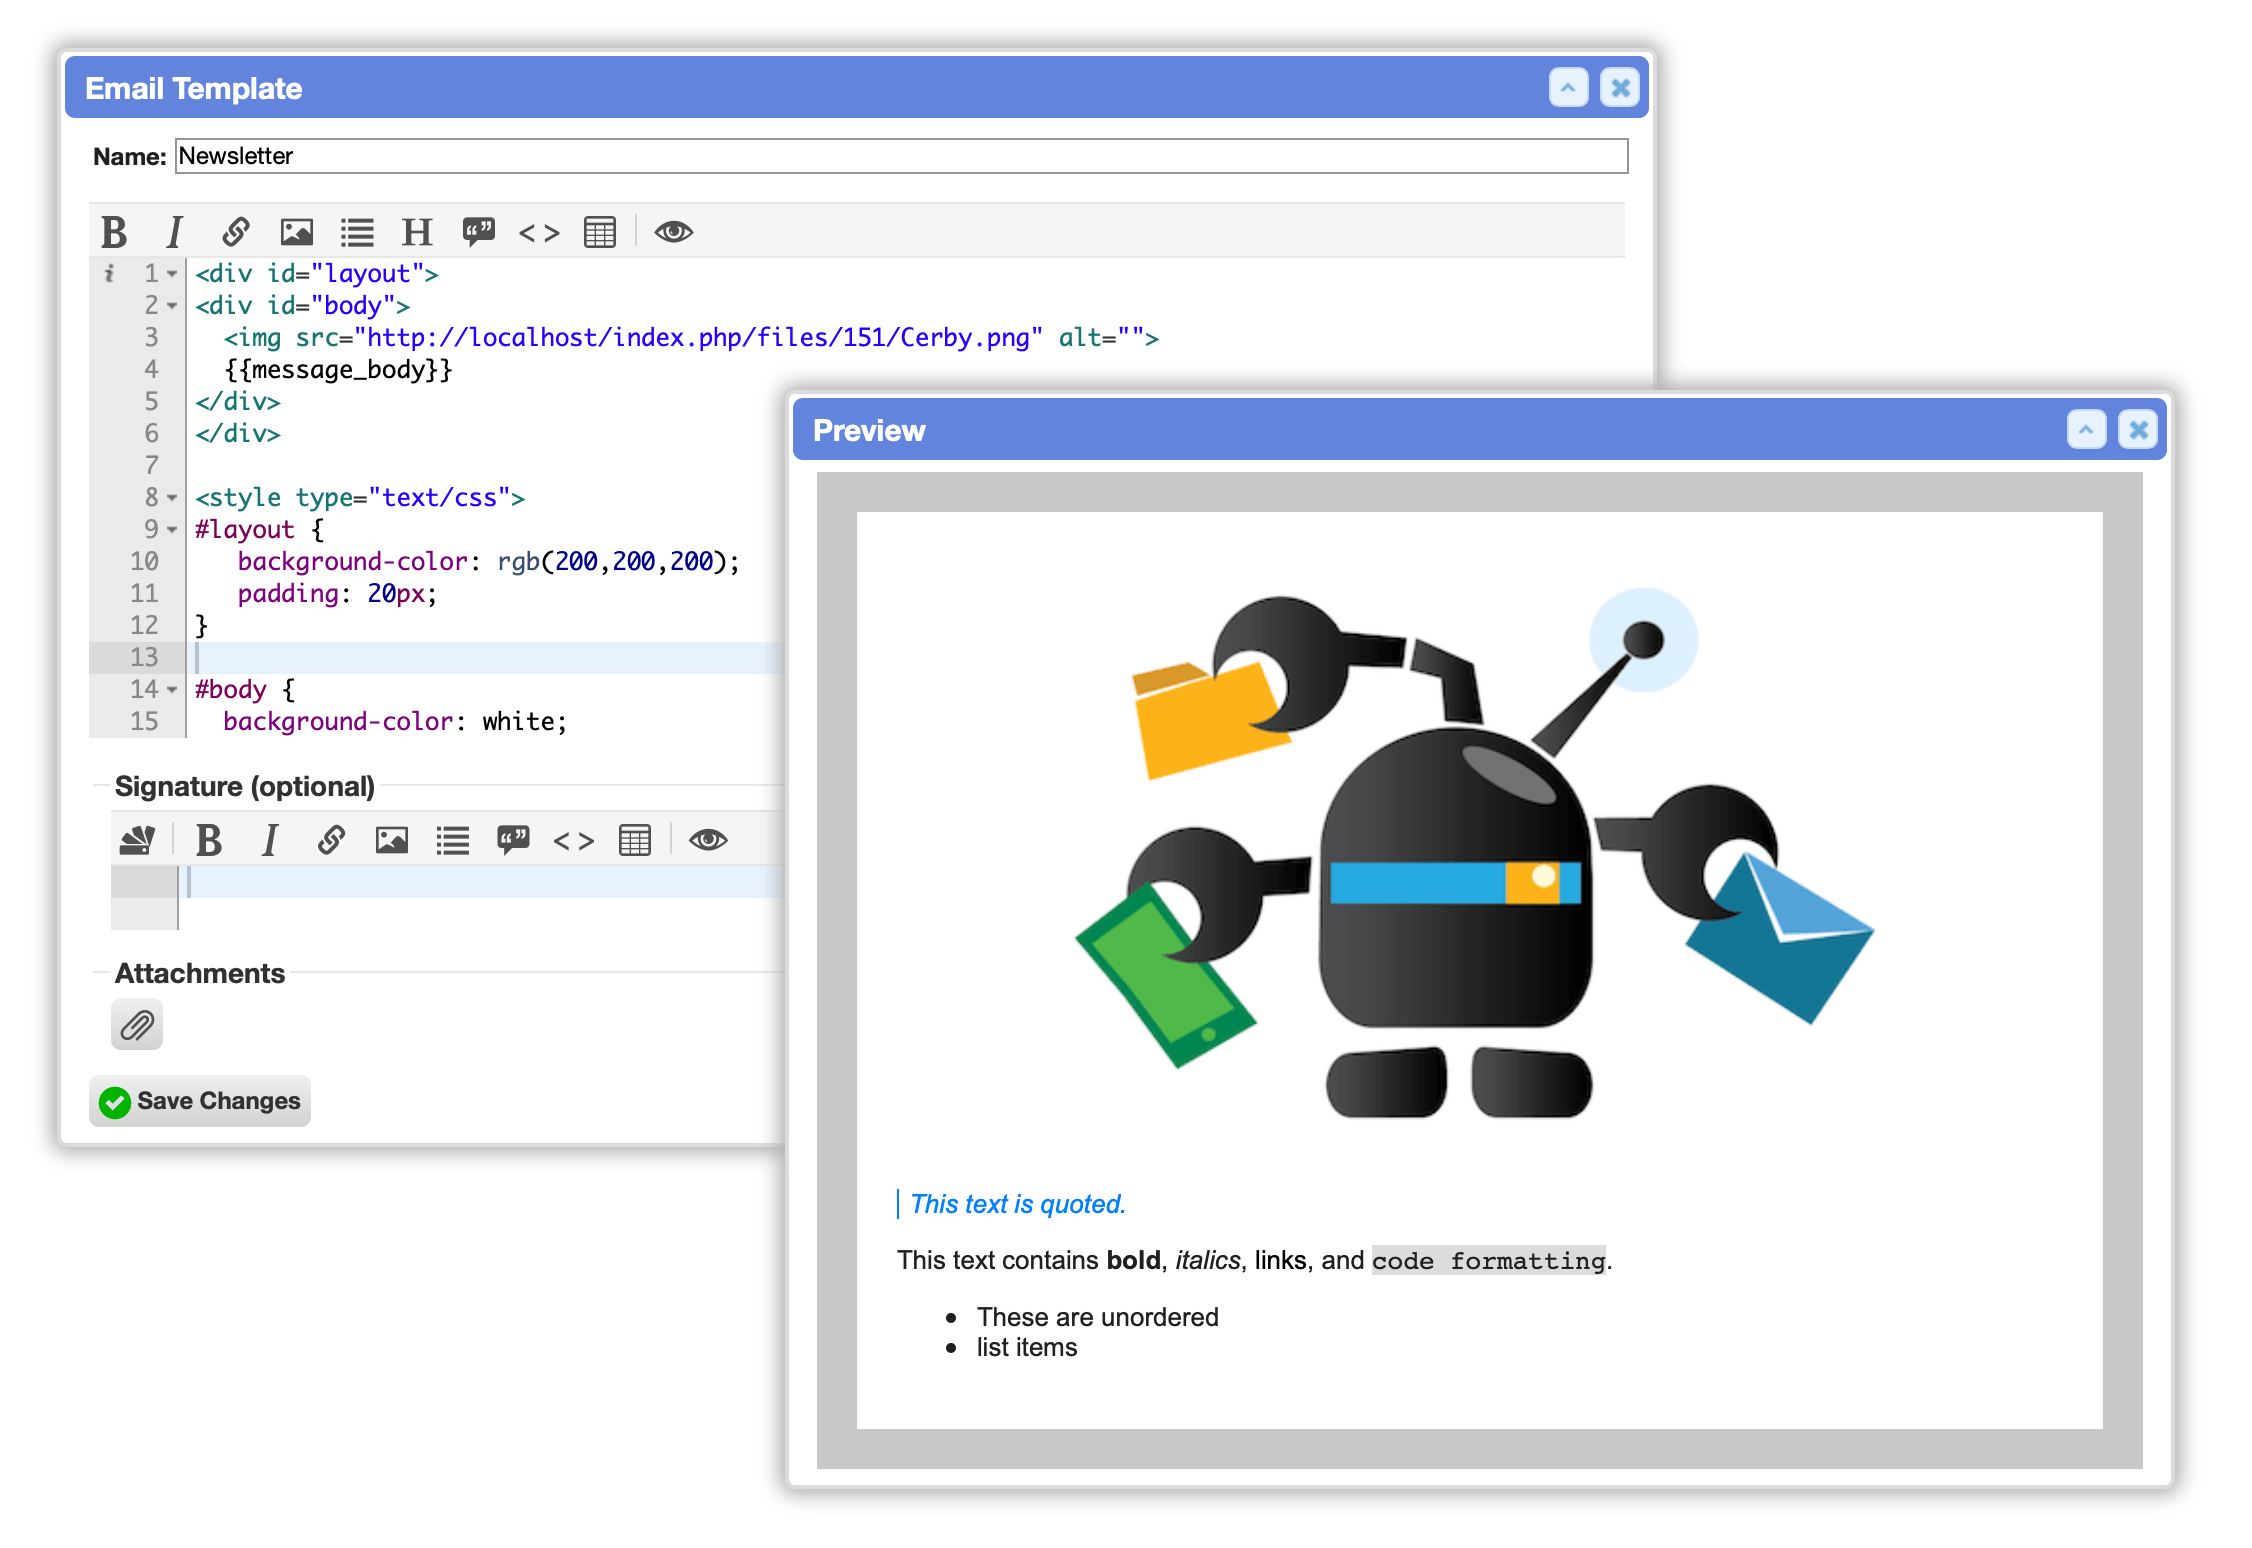 Email Template
Name: Newsletter
B I H “” < >
i 1 <div id="layout">
2 <div id="body">
3 <img src="http://localhost/index.php/files/151/Cerby.png" alt="">
4 {{message_body}}
5 </div>
6 </div>
7
8 <style type="text/css">
9 #layout {
10 background-color: rgb(200,200,200);
11 padding: 20px;
12 }
13
14 #body {
15 background-color: white;
Signature (optional)
B I “” < >
Attachments
Save Changes
Preview
This text is quoted.
This text contains bold, italics, links, and code formatting.
• These are unordered
• list items